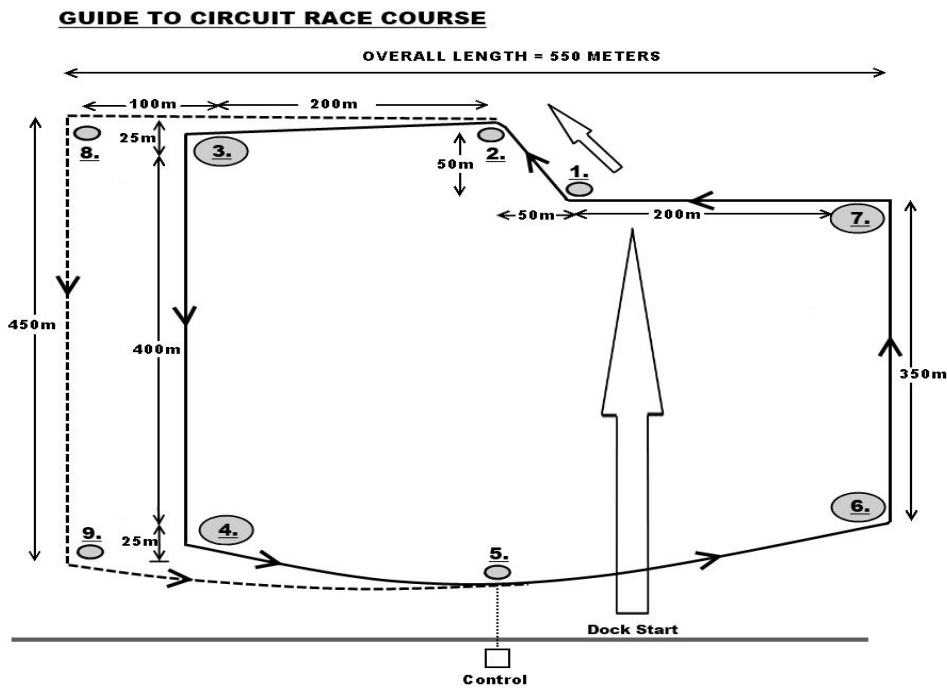 GUIDE TO CIRCUIT RACE COURSE
OVERALL LENGTH = 550 METERS
100m
200m
25m
8.
3.
2.
50m
1.
50m
200m
7.
450m
400m
350m
9.
25m
4.
5.
6.
Dock Start
Control